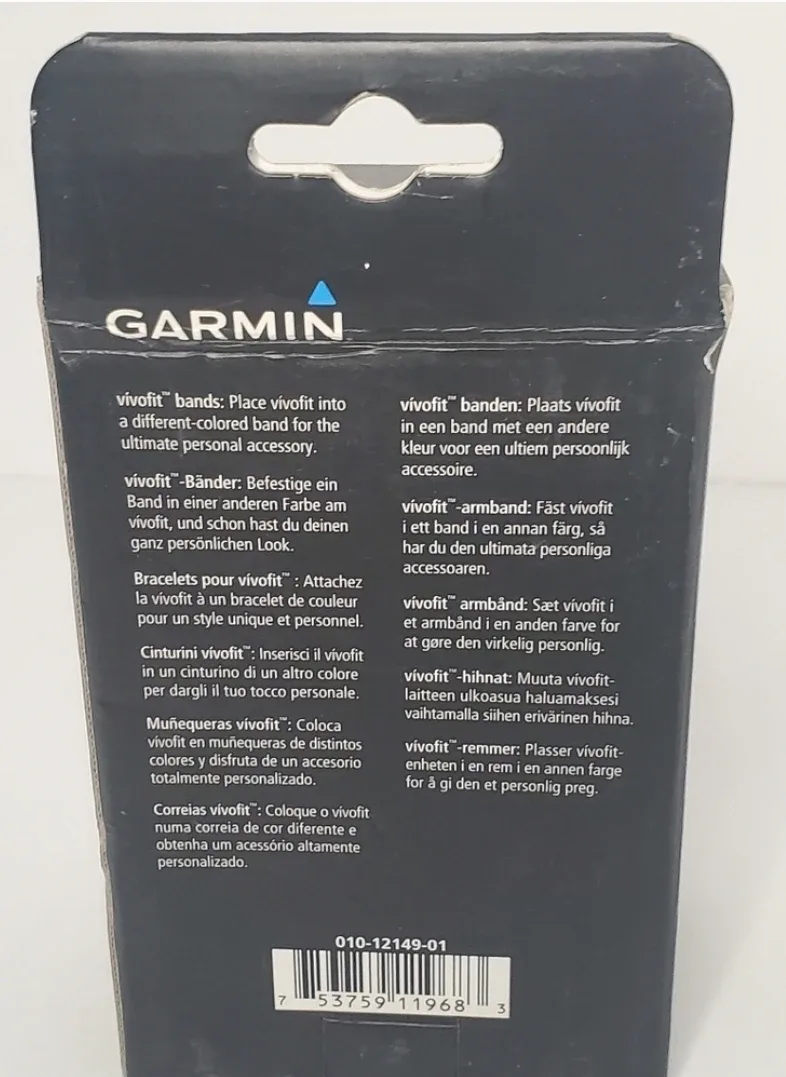 GARMIN
vívofit™ bands: Place vívofit into
a different-colored band for the
ultimate personal accessory.
vívofit™-Bänder: Befestige ein
Band in einer anderen Farbe am
vívofit, und schon hast du deinen
ganz persönlichen Look.
Bracelets pour vívofit™ : Attachez
la vívofit à un bracelet de couleur
pour un style unique et personnel.
Cinturini vívofit™: Inserisci il vívofit
in un cinturino di un altro colore
per dargli il tuo tocco personale.
Muñequeras vívofit™: Coloca
vívofit en muñequeras de distintos
colores y disfruta de un accesorio
totalmente personalizado.
Correias vívofit™: Coloque o vívofit
numa correia de cor diferente e
obtenha um acessório altamente
personalizado.
vívofit™ banden: Plaats vívofit
in een band met een andere
kleur voor een ultiem persoonlijk
accessoire.
vívofit™-armband: Fäst vívofit
i ett band i en annan färg, så
har du den ultimata personliga
accessoaren.
vívofit™ armbånd: Sæt vívofit i
et armbånd i en anden farve for
at gøre den virkelig personlig.
vívofit™-hihnat: Muuta vívofit-
laitteen ulkoasua haluamaksesi
vaihtamalla siihen erivärinen hihna.
vívofit™-remmer: Plasser vívofit-
enheten i en rem i en annen farge
for å gi den et personlig preg.
010-12149-01
7 53759 11968 3